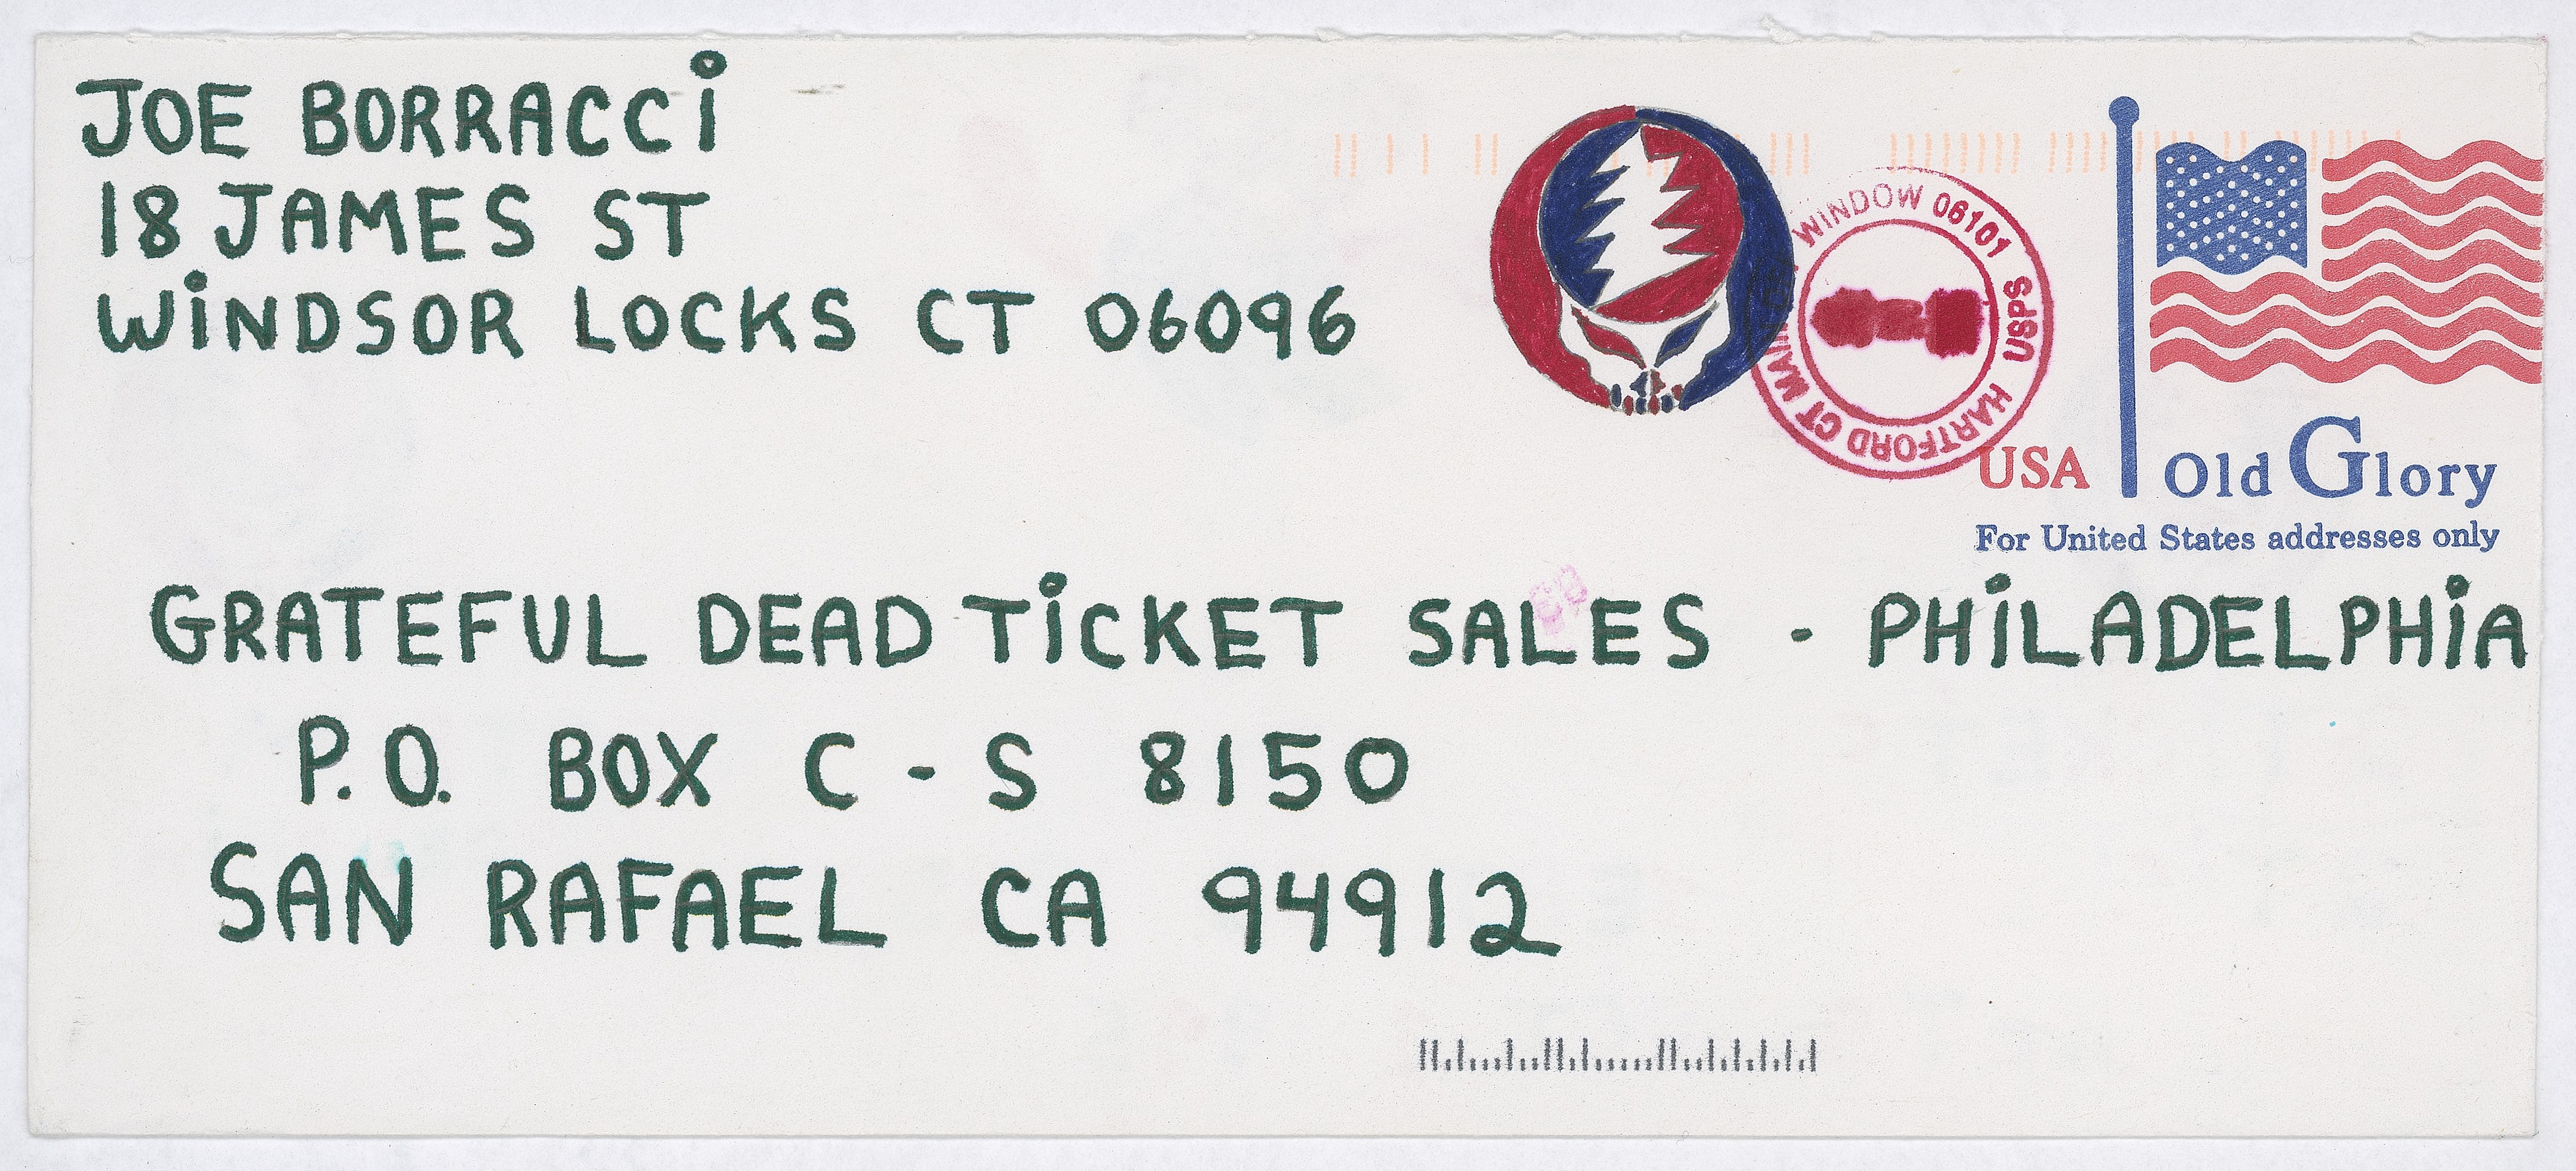 JOE BORRACCi
18 JAMES ST
WiNDSOR LOCKS CT 06096
WINDOW 06101 USPS HARTFORD CT MAIN
USA Old Glory
For United States addresses only
GRATEFUL DEAD TiCKET SALES - PHiLADELPHiA
P.O. BOX C - S 8150
SAN RAFAEL CA 94912